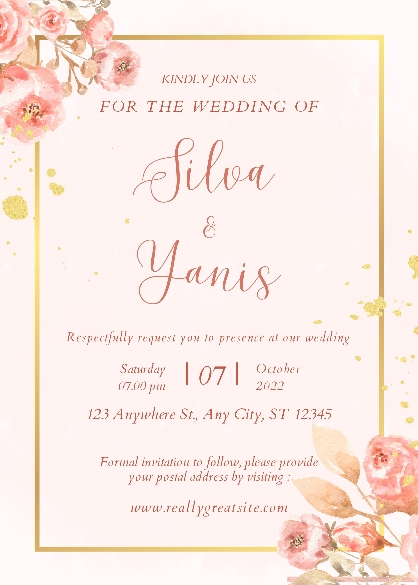 KINDLY JOIN US
FOR THE WEDDING OF
Silva
&
Yanis
Respectfully request you to presence at our wedding
Saturday
07.00 pm
| 07 |
October
2022
123 Anywhere St., Any City, ST 12345
Formal invitation to follow, please provide
your postal address by visiting :
www.reallygreatsite.com